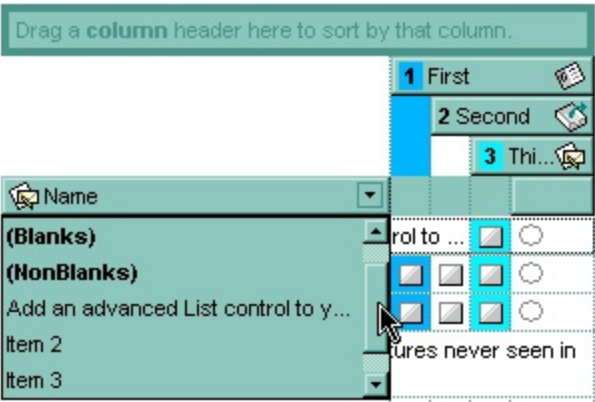 Drag a column header here to sort by that column.
1 First
2 Second
3 Thi...
Name
(Blanks)
(NonBlanks)
Add an advanced List control to y...
Item 2
Item 3
rol to ...
tures never seen in